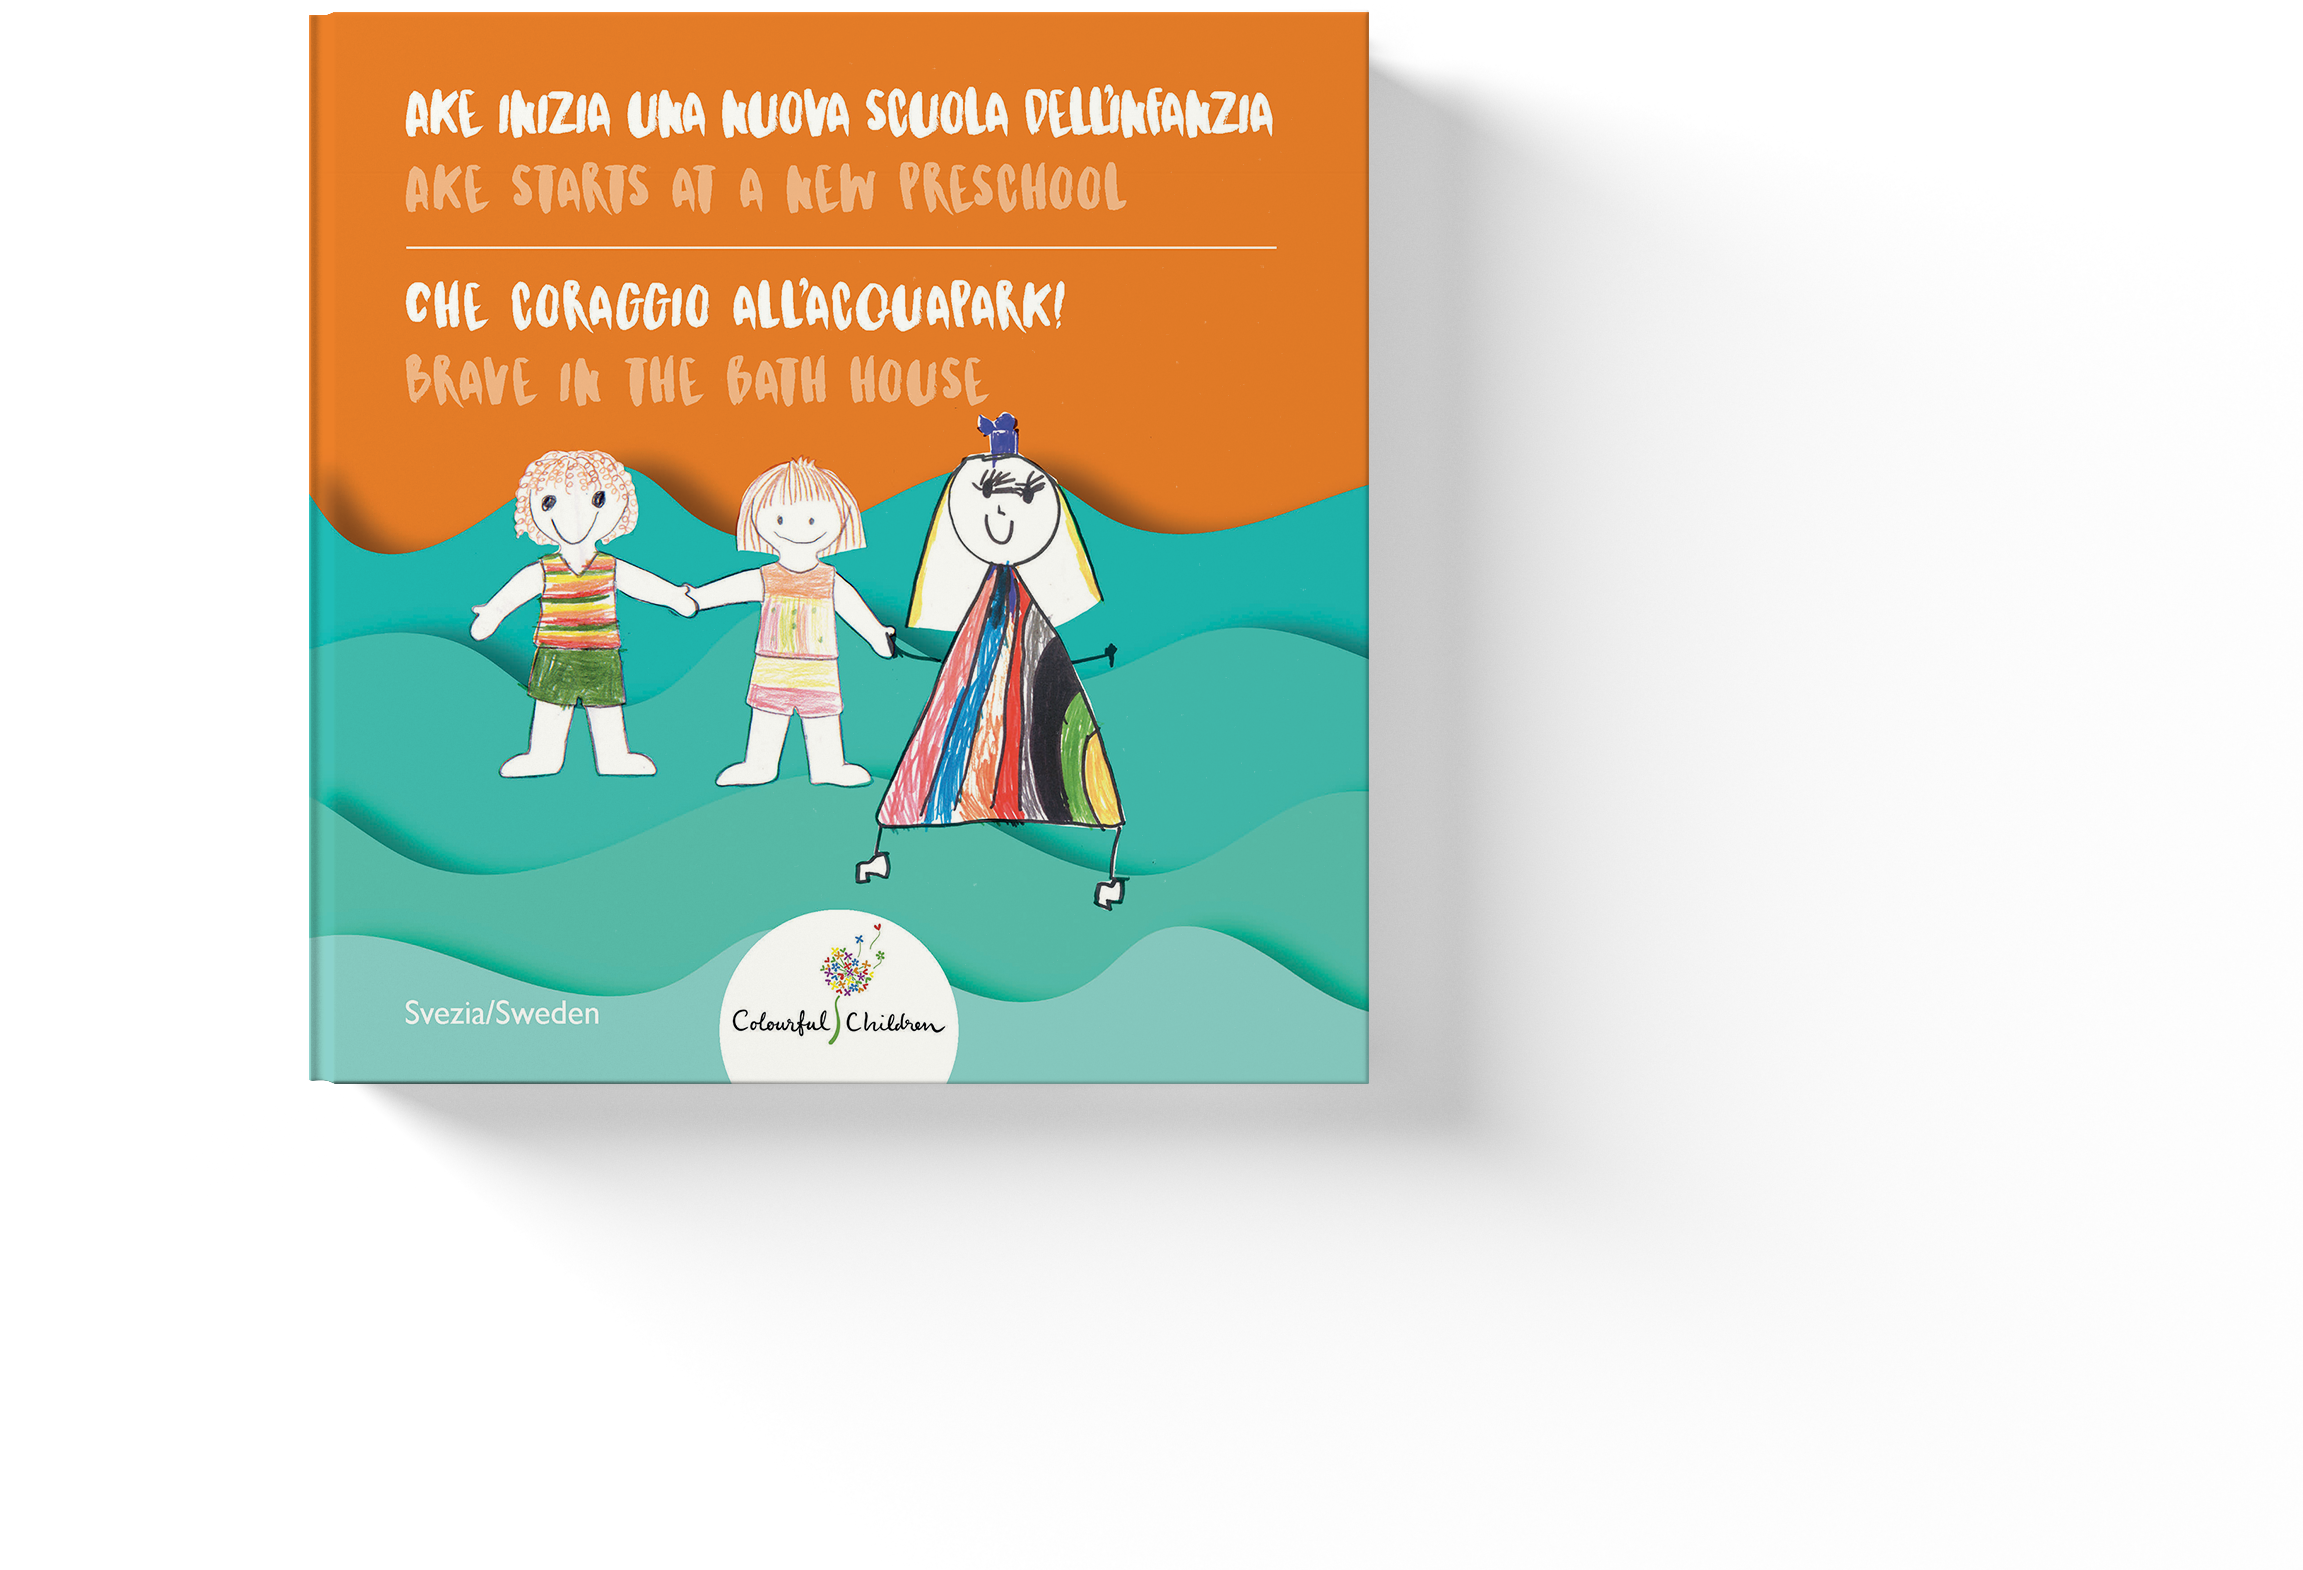 AKE INIZIA UNA NUOVA SCUOLA DELL'INFANZIA
AKE STARTS AT A NEW PRESCHOOL
CHE CORAGGIO ALL'ACQUAPARK!
BRAVE IN THE BATH HOUSE
Svezia/Sweden
Colourful Children